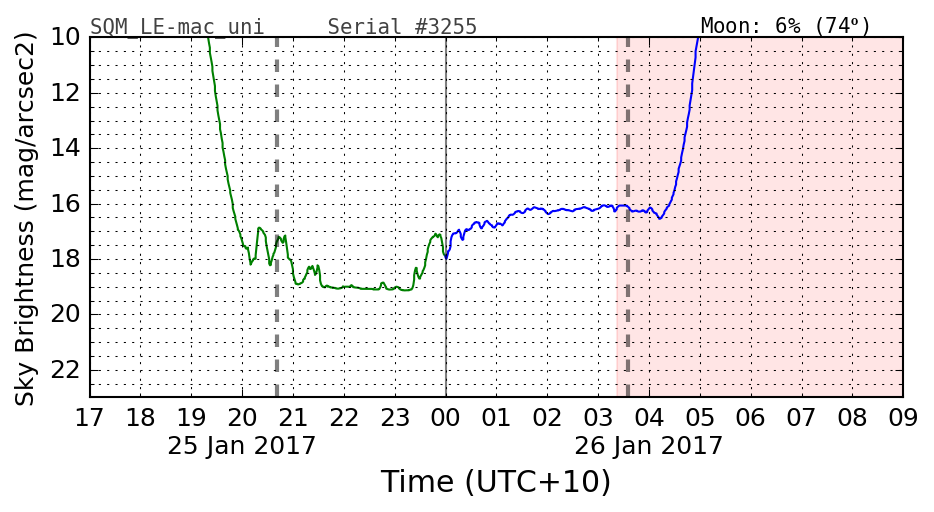 SQM_LE-mac_uni Serial #3255 Moon: 6% (74°)
Sky Brightness (mag/arcsec2)
10
12
14
16
18
20
22
17 18 19 20 21 22 23 00 01 02 03 04 05 06 07 08 09
25 Jan 2017 26 Jan 2017
Time (UTC+10)